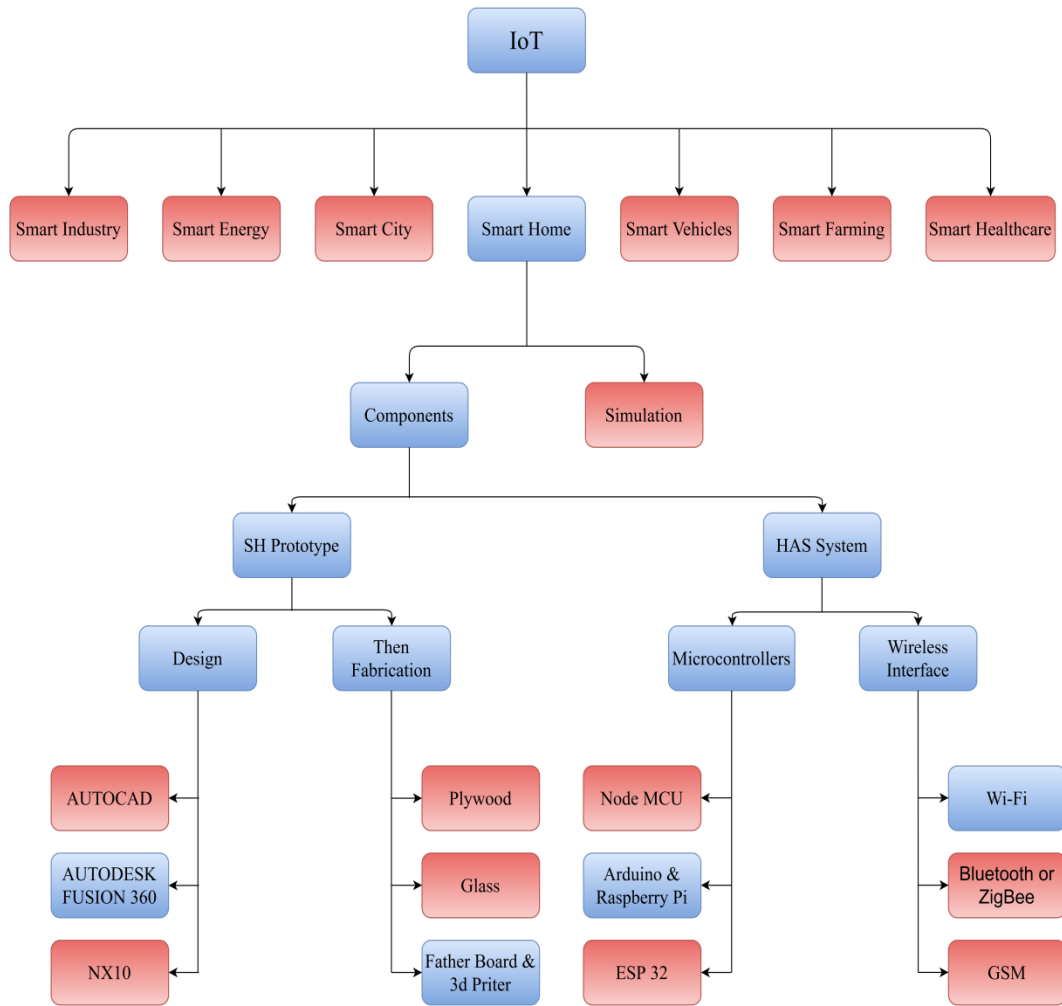 IoT
Smart Industry
Smart Energy
Smart City
Smart Home
Smart Vehicles
Smart Farming
Smart Healthcare
Components
Simulation
SH Prototype
HAS System
Design
Then
Fabrication
Microcontrollers
Wireless
Interface
AUTOCAD
Plywood
Node MCU
Wi-Fi
AUTODESK
FUSION 360
Glass
Arduino &
Raspberry Pi
Bluetooth or
ZigBee
NX10
Father Board &
3d Priter
ESP 32
GSM